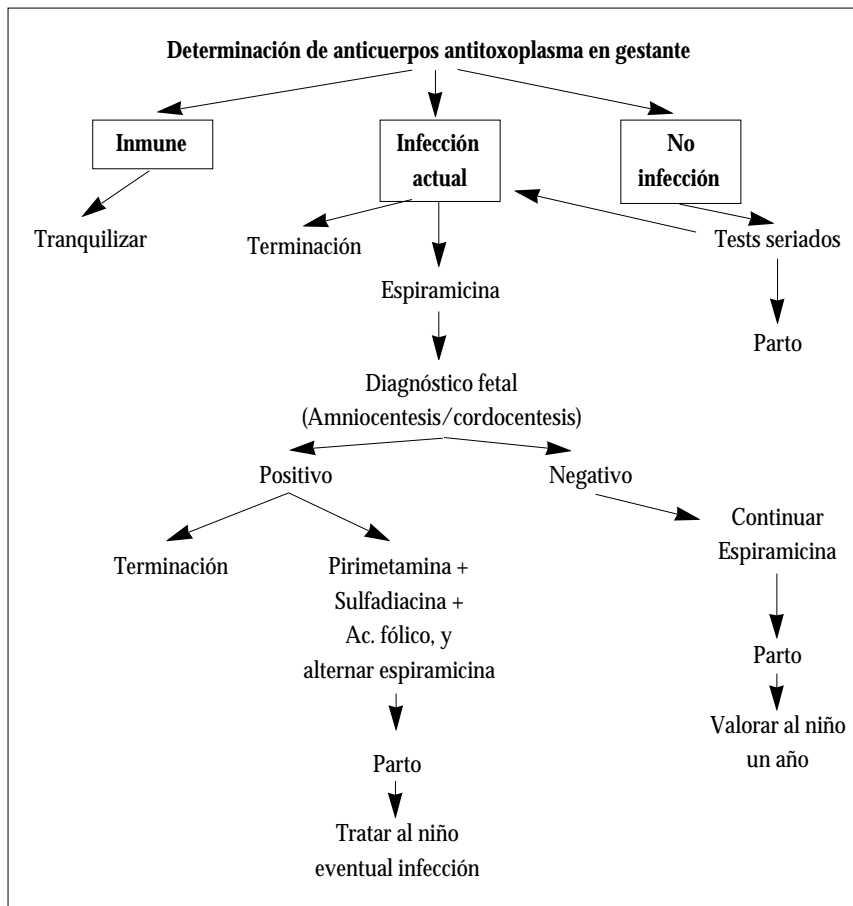 Determinación de anticuerpos antitoxoplasma en gestante
Inmune
Infección
actual
No
infección
Tranquilizar
Terminación
Tests seriados
Espiramicina
Parto
Diagnóstico fetal
(Amniocentesis/cordocentesis)
Positivo
Negativo
Continuar
Espiramicina
Terminación
Pirimetamina +
Sulfadiacina +
Ac. fólico, y
alternar espiramicina
Parto
Valorar al niño
un año
Parto
Tratar al niño
eventual infección